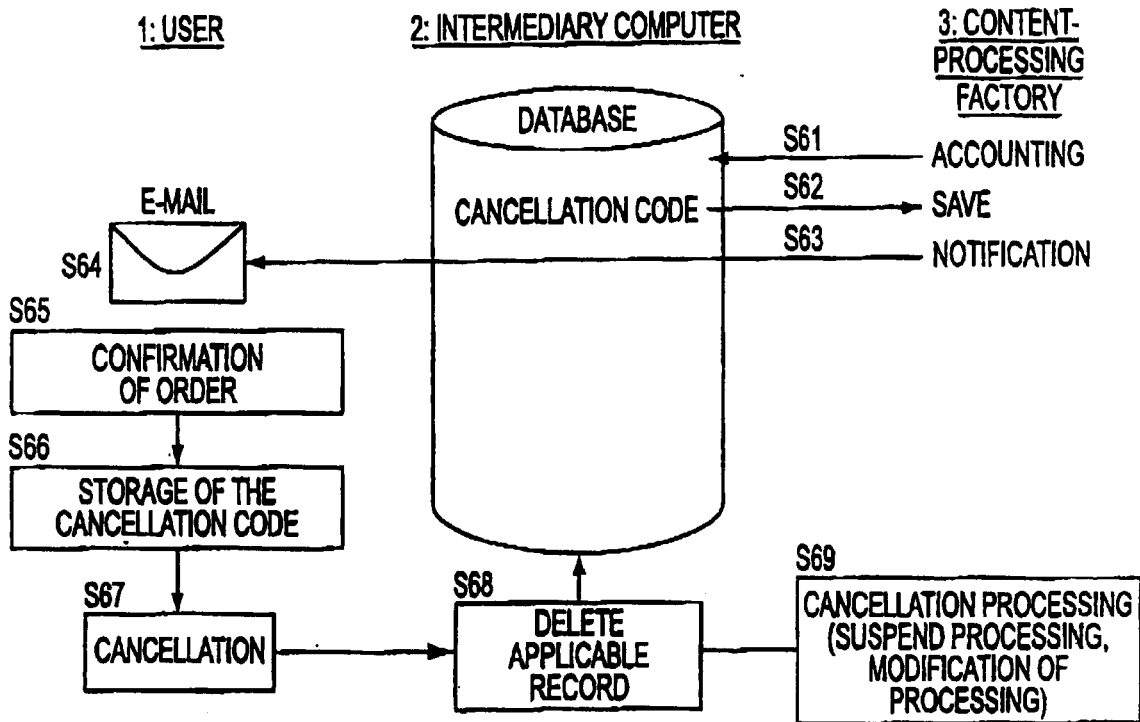 1: USER
2: INTERMEDIARY COMPUTER
3: CONTENT-
PROCESSING
FACTORY
DATABASE
S61
ACCOUNTING
CANCELLATION CODE
S62
SAVE
E-MAIL
S63
NOTIFICATION
S64
S65
CONFIRMATION
OF ORDER
S66
STORAGE OF THE
CANCELLATION CODE
S67
CANCELLATION
S68
DELETE
APPLICABLE
RECORD
S69
CANCELLATION PROCESSING
(SUSPEND PROCESSING,
MODIFICATION OF
PROCESSING)